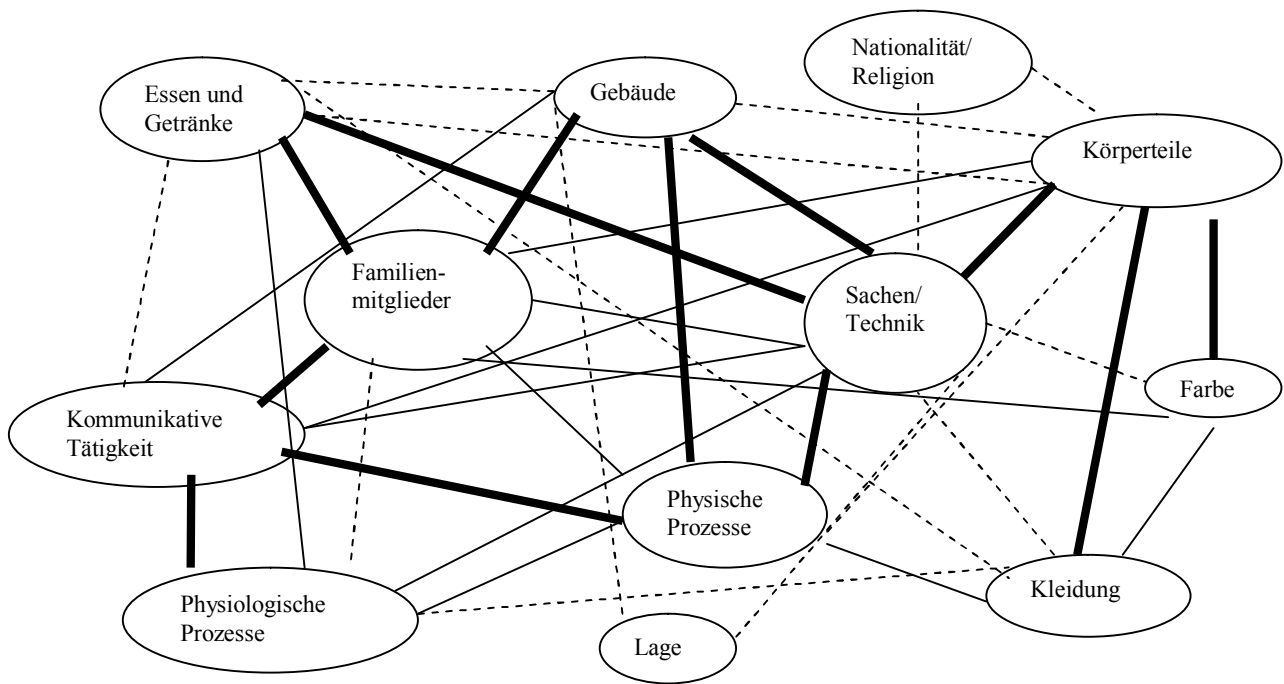 Nationalität/
Religion
Essen und
Getränke
Gebäude
Körperteile
Familien-
mitglieder
Sachen/
Technik
Farbe
Kommunikative
Tätigkeit
Physische
Prozesse
Kleidung
Physiologische
Prozesse
Lage